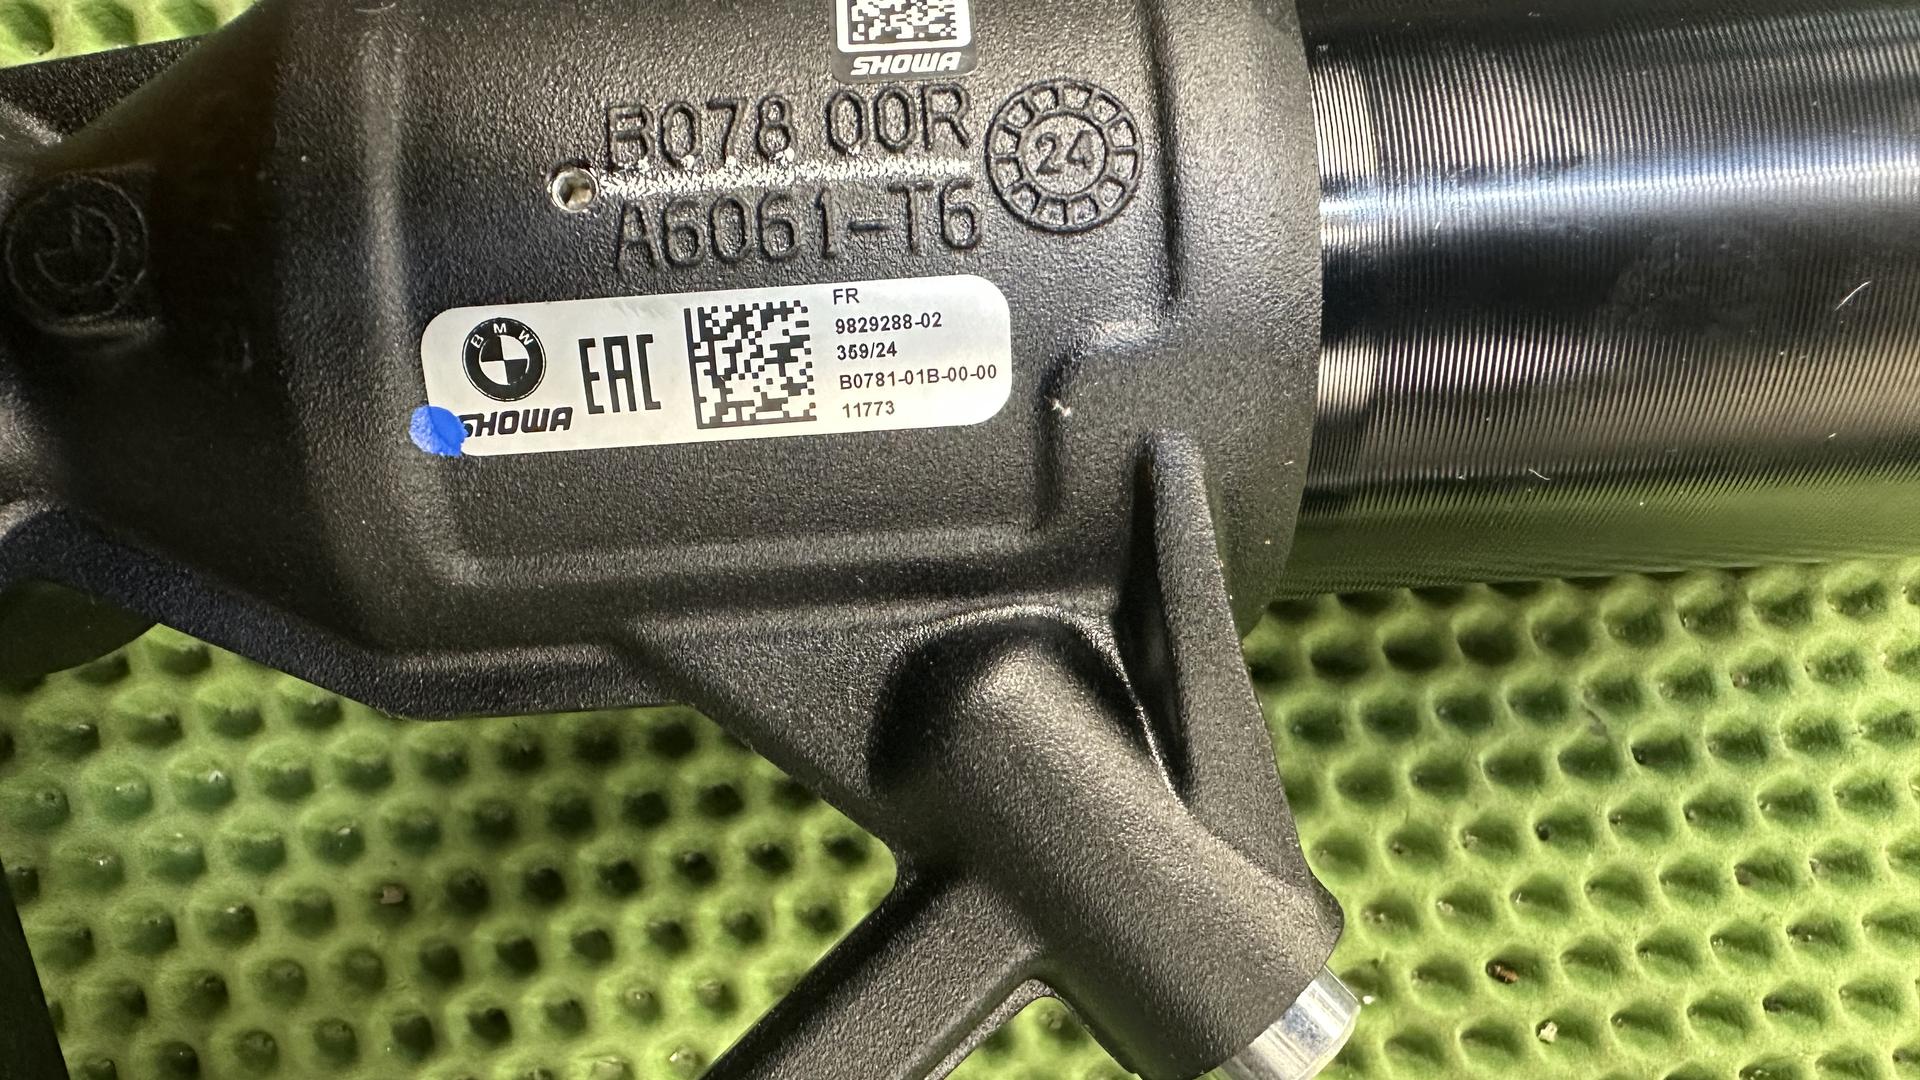 SHOWA
B078 00R
24
A6061-T6
BMW
EAC
SHOWA
FR
9829288-02
359/24
B0781-01B-00-00
11773